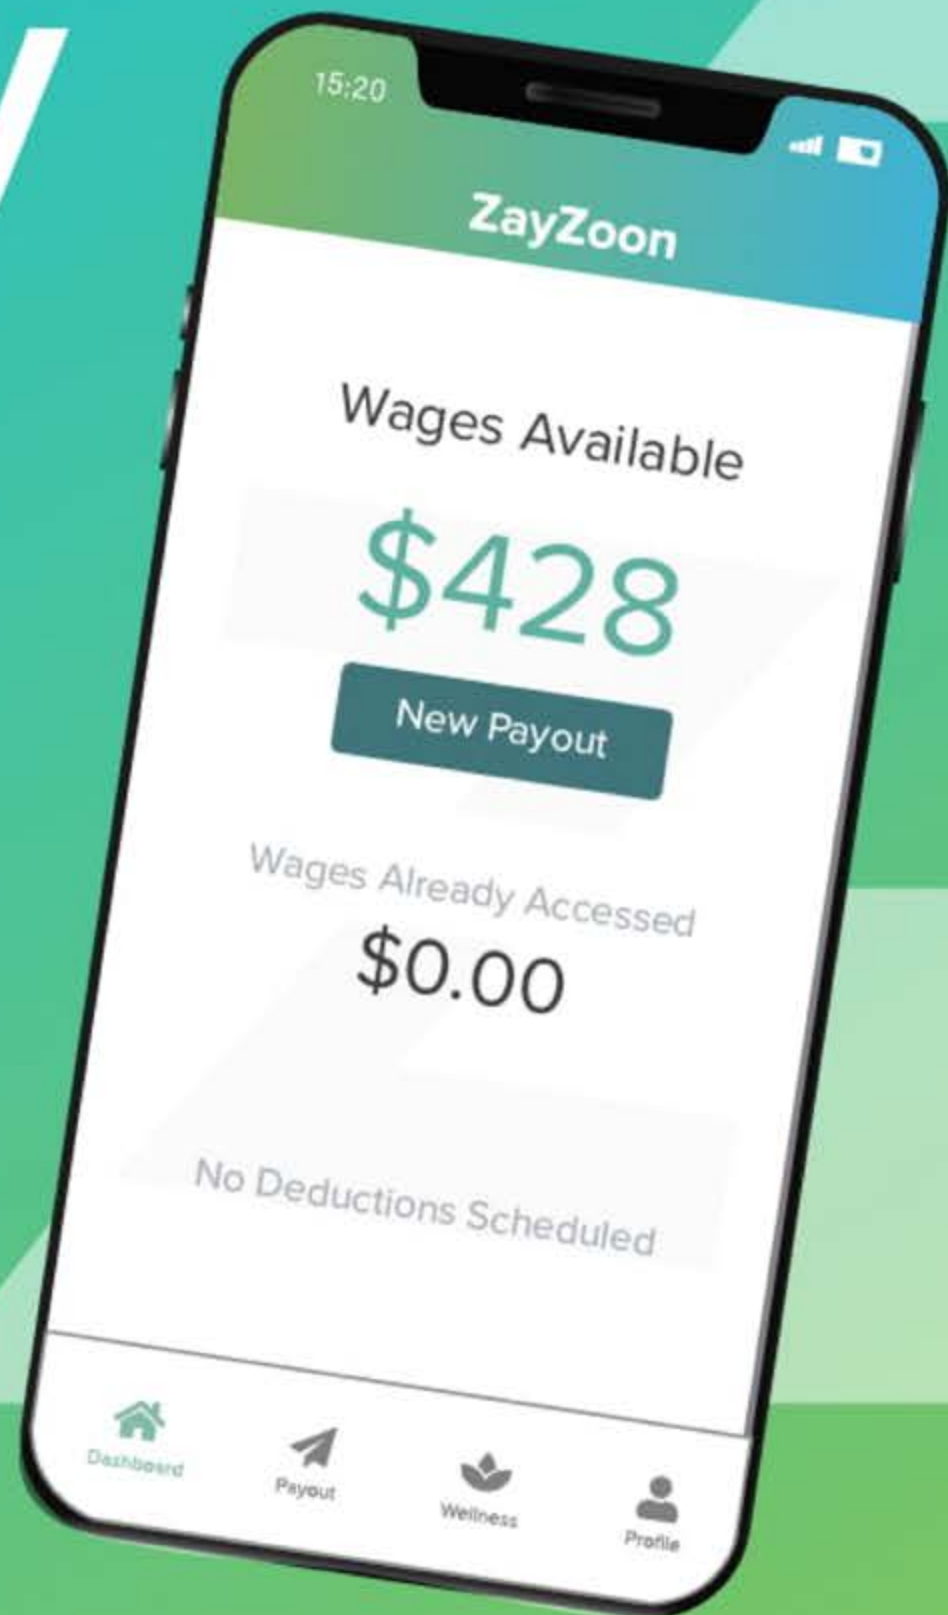 15:20
ZayZoon
Wages Available
$428
New Payout
Wages Already Accessed
$0.00
No Deductions Scheduled
Dashboard
Payout
Wellness
Profile